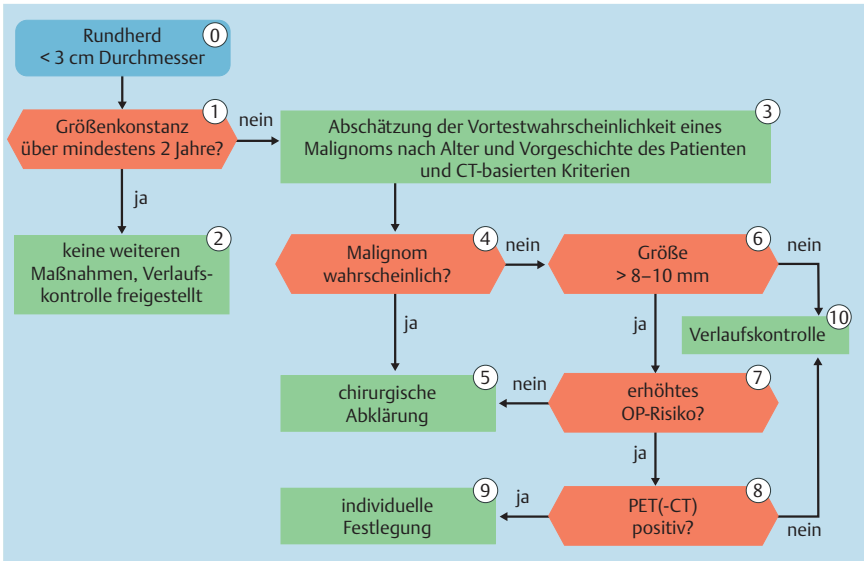 0
Rundherd
< 3 cm Durchmesser
1
Größenkonstanz
über mindestens 2 Jahre?
nein
ja
2
keine weiteren
Maßnahmen, Verlaufs-
kontrolle freigestellt
3
Abschätzung der Vortestwahrscheinlichkeit eines
Malignoms nach Alter und Vorgeschichte des Patienten
und CT-basierten Kriterien
4
Malignom
wahrscheinlich?
nein
ja
5
chirurgische
Abklärung
6
Größe
> 8–10 mm
nein
ja
7
erhöhtes
OP-Risiko?
nein
ja
8
PET(-CT)
positiv?
ja
nein
9
individuelle
Festlegung
10
Verlaufskontrolle